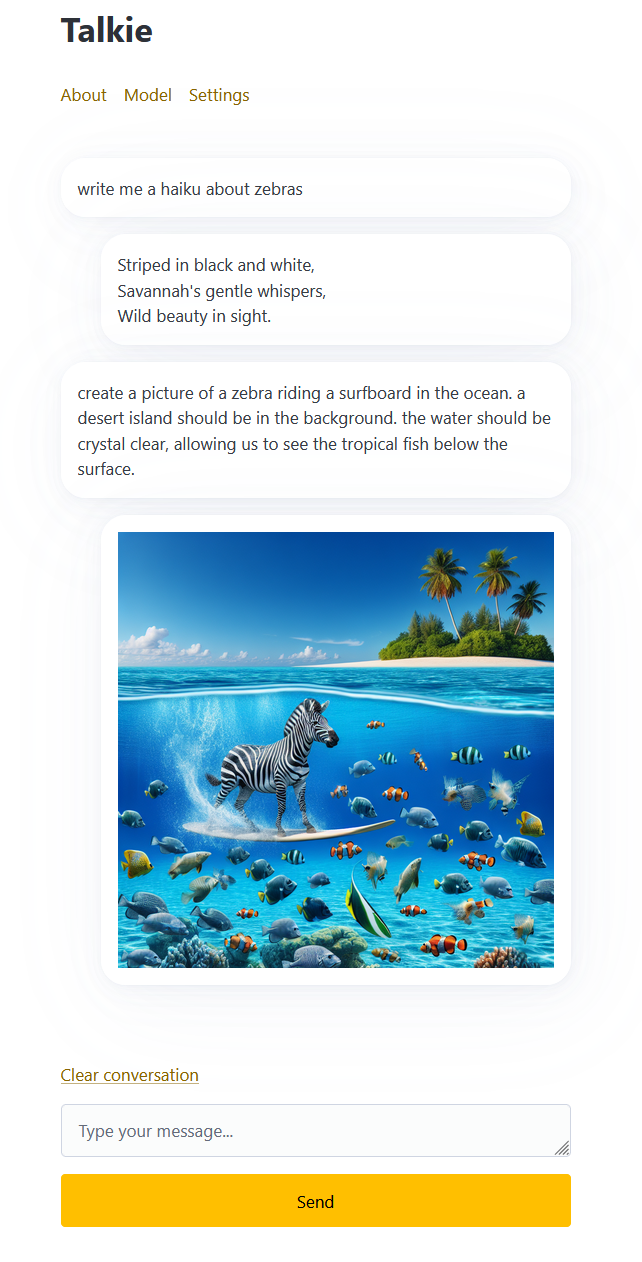 Talkie
About Model Settings
write me a haiku about zebras
Striped in black and white,
Savannah's gentle whispers,
Wild beauty in sight.
create a picture of a zebra riding a surfboard in the ocean. a
desert island should be in the background. the water should be
crystal clear, allowing us to see the tropical fish below the
surface.
Clear conversation
Type your message...
Send